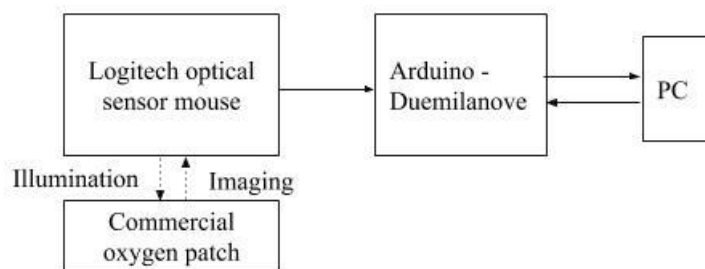 Logitech optical
sensor mouse
Arduino -
Duemilanove
PC
Illumination
Imaging
Commercial
oxygen patch